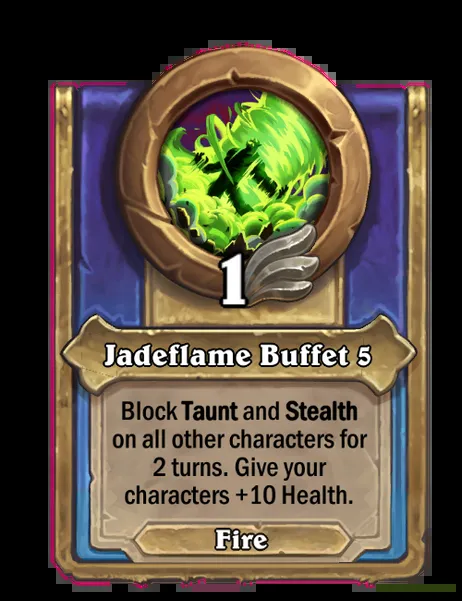 1
Jadeflame Buffet 5
Block Taunt and Stealth
on all other characters for
2 turns. Give your
characters +10 Health.
Fire